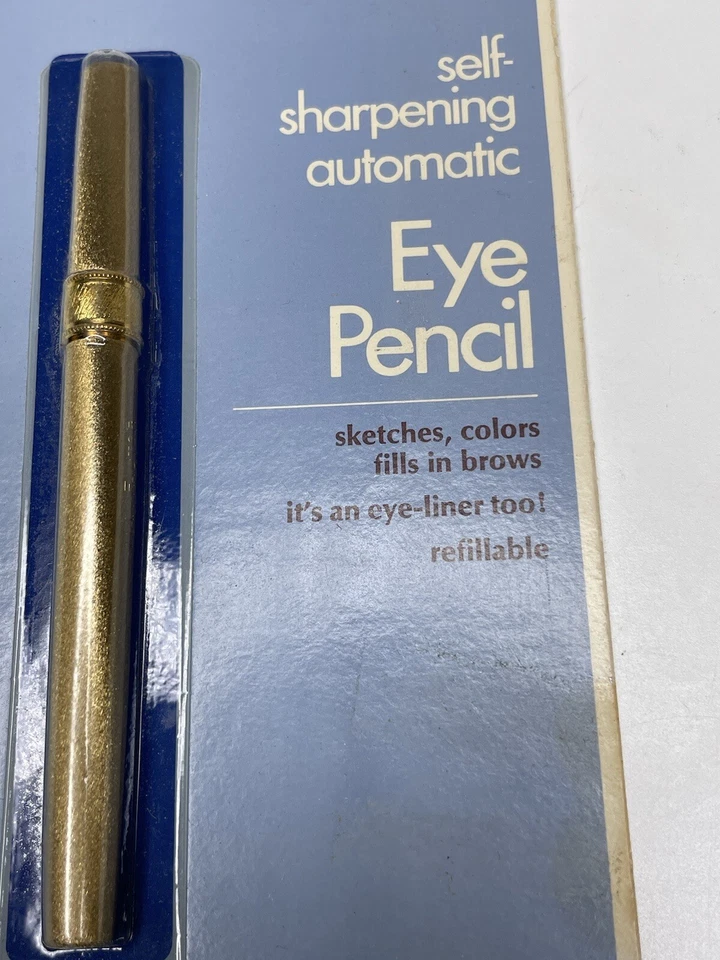 self-
sharpening
automatic
Eye
Pencil
sketches, colors
fills in brows
it's an eye-liner too!
refillable